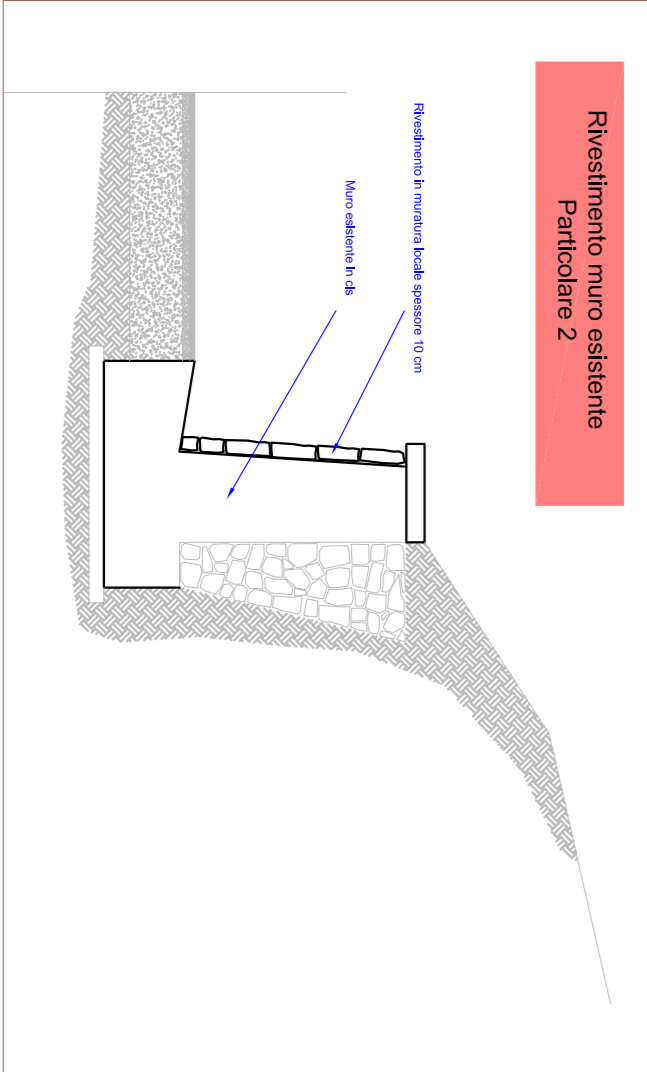 Rivestimento muro esistente
Particolare 2
Rivestimento in muratura locale spessore 10 cm
Muro esistente in cls